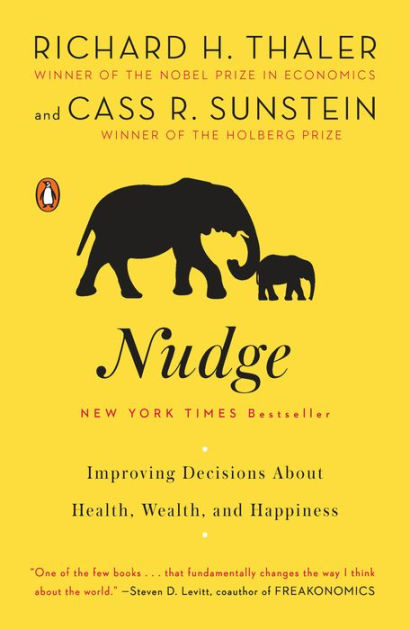 RICHARD H. THALER
WINNER OF THE NOBEL PRIZE IN ECONOMICS
and CASS R. SUNSTEIN
WINNER OF THE HOLBERG PRIZE
Nudge
NEW YORK TIMES Bestseller
Improving Decisions About
Health, Wealth, and Happiness
"One of the few books . . . that fundamentally changes the way I think
about the world." —Steven D. Levitt, coautor of FREAKONOMICS